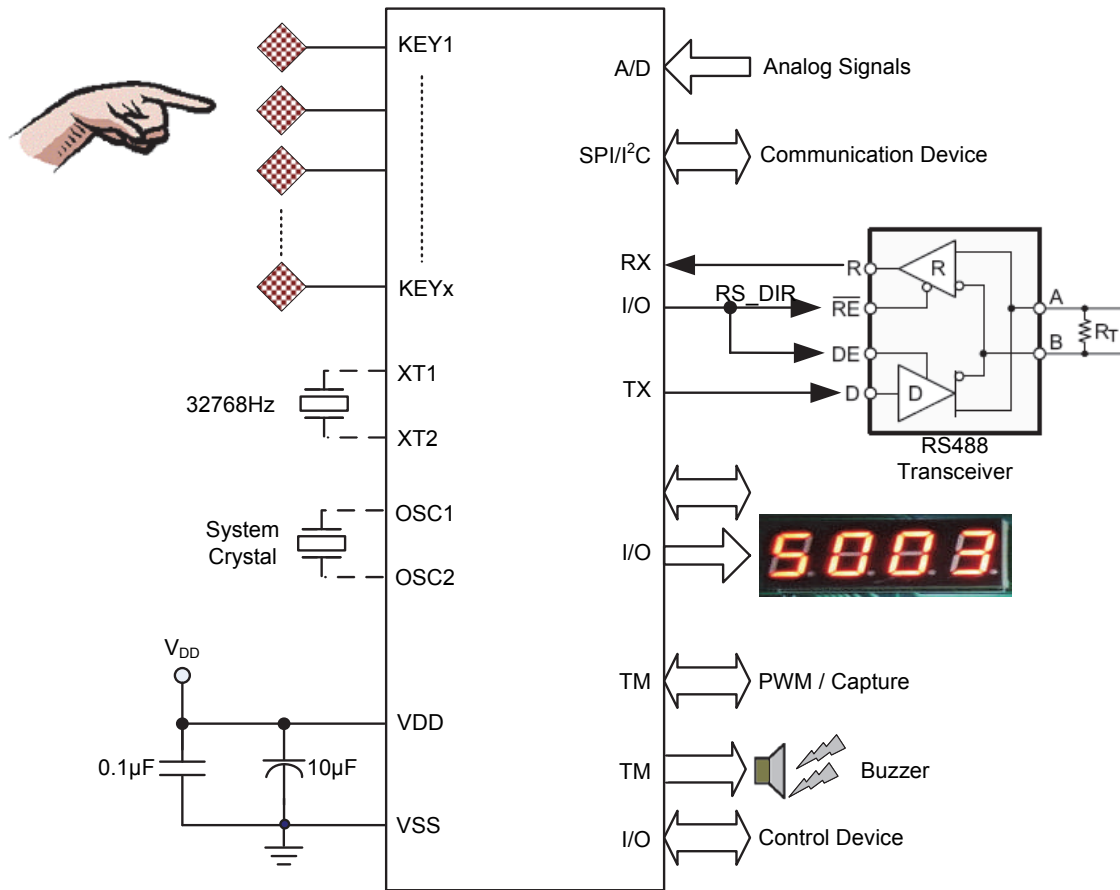 KEY1
KEYx
XT1
32768Hz
XT2
OSC1
System
Crystal
OSC2
VDD
VDD
0.1µF
10µF
VSS
A/D
Analog Signals
SPI/I²C
Communication Device
RX
R
R
I/O
RS_DIR
RE
A
B
RT
DE
TX
D
D
RS488
Transceiver
I/O
5003
TM
PWM / Capture
TM
Buzzer
I/O
Control Device